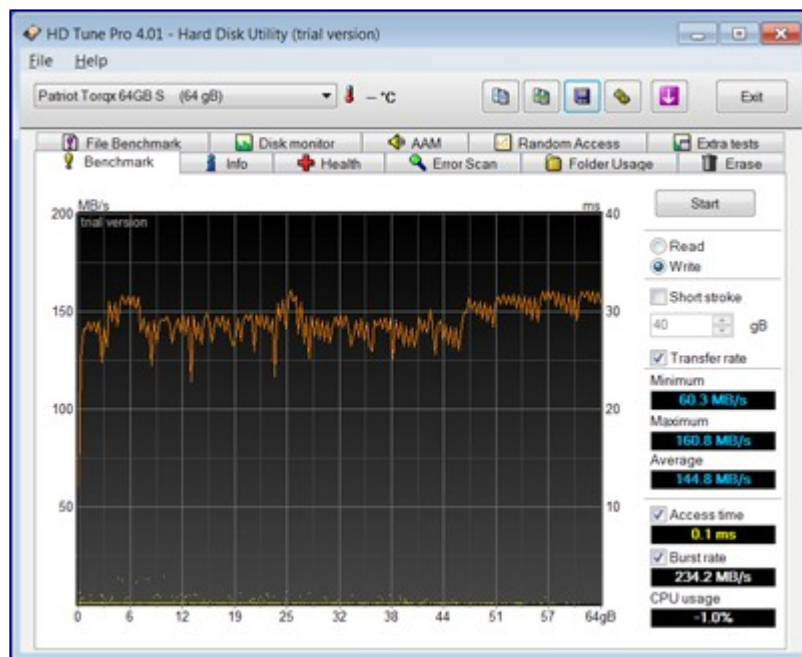 HD Tune Pro 4.01 - Hard Disk Utility (trial version)
File Help
Patriot Torqx 64GB S (64 gB)
– °C
Exit
File Benchmark Disk monitor AAM Random Access Extra tests
Benchmark Info Health Error Scan Folder Usage Erase
MB/s
ms
trial version
200
150
100
50
40
30
20
10
0 6 12 19 25 32 38 44 51 57 64gB
Start
Read
Write
Short stroke
40 gB
Transfer rate
Minimum
60.3 MB/s
Maximum
160.8 MB/s
Average
144.8 MB/s
Access time
0.1 ms
Burst rate
234.2 MB/s
CPU usage
-1.0%